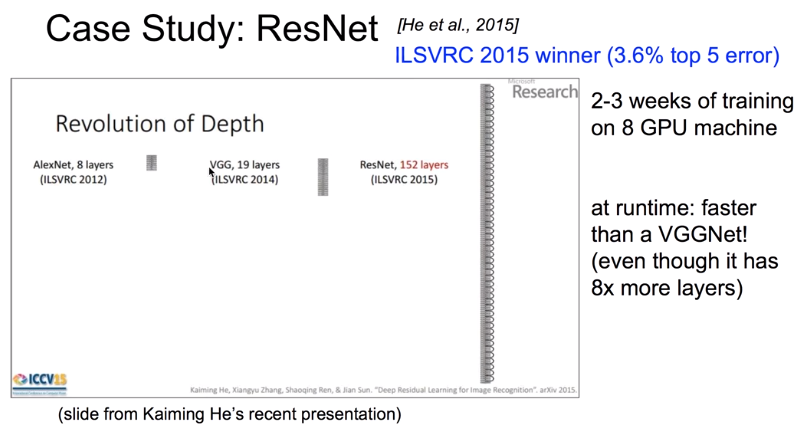 Case Study: ResNet [He et al., 2015]
ILSVRC 2015 winner (3.6% top 5 error)
Microsoft
Research
Revolution of Depth
AlexNet, 8 layers
(ILSVRC 2012)
VGG, 19 layers
(ILSVRC 2014)
ResNet, 152 layers
(ILSVRC 2015)
2-3 weeks of training
on 8 GPU machine
at runtime: faster
than a VGGNet!
(even though it has
8x more layers)
ICCV15
Kaiming He, Xiangyu Zhang, Shaoqing Ren, & Jian Sun. "Deep Residual Learning for Image Recognition". arXiv 2015.
(slide from Kaiming He's recent presentation)